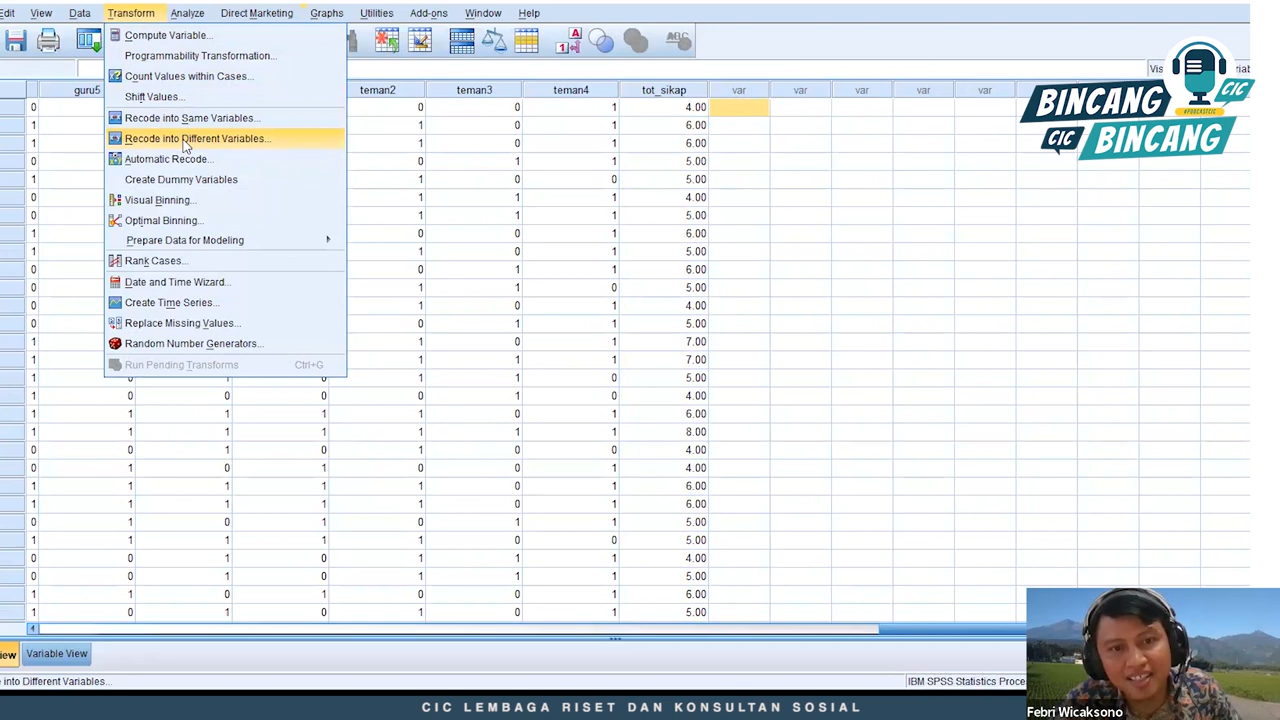 Edit View Data Transform Analyze Direct Marketing Graphs Utilities Add-ons Window Help
Compute Variable...
Programmability Transformation...
Count Values within Cases...
Shift Values...
Recode into Same Variables...
Recode into Different Variables...
Automatic Recode...
Create Dummy Variables
Visual Binning...
Optimal Binning...
Prepare Data for Modeling
Rank Cases...
Date and Time Wizard...
Create Time Series...
Replace Missing Values...
Random Number Generators...
Run Pending Transforms Ctrl+G
guru5 teman2 teman3 teman4 tot_sikap var var var var var
0 0 0 1 4.00
1 1 0 1 6.00
1 1 0 1 6.00
0 0 1 1 5.00
1 1 0 0 5.00
0 1 1 1 4.00
0 1 1 1 5.00
0 0 0 1 6.00
1 1 0 1 5.00
0 0 1 1 6.00
0 1 1 0 5.00
0 1 1 1 4.00
0 0 1 1 5.00
1 1 0 1 7.00
1 1 1 1 7.00
1 0 0 0 1 1 0 5.00
1 0 0 0 1 0 1 4.00
1 1 1 1 0 1 6.00
1 1 1 1 1 1 1 8.00
0 0 1 0 1 0 0 4.00
1 1 0 1 0 1 4.00
1 1 1 1 1 0 1 6.00
1 1 1 1 1 0 1 6.00
0 1 0 1 0 1 1 5.00
1 1 1 1 1 0 0 5.00
0 0 1 0 1 0 1 4.00
0 0 1 0 1 1 1 5.00
1 1 0 1 1 0 1 6.00
1 0 1 0 1 0 1 5.00
BINCANG CIC
#PODCASTCIC
CIC BINCANG
Variable View
into Different Variables...
IBM SPSS Statistics
Febri Wicaksono
CIC LEMBAGA RISET DAN KONSULTAN SOSIAL